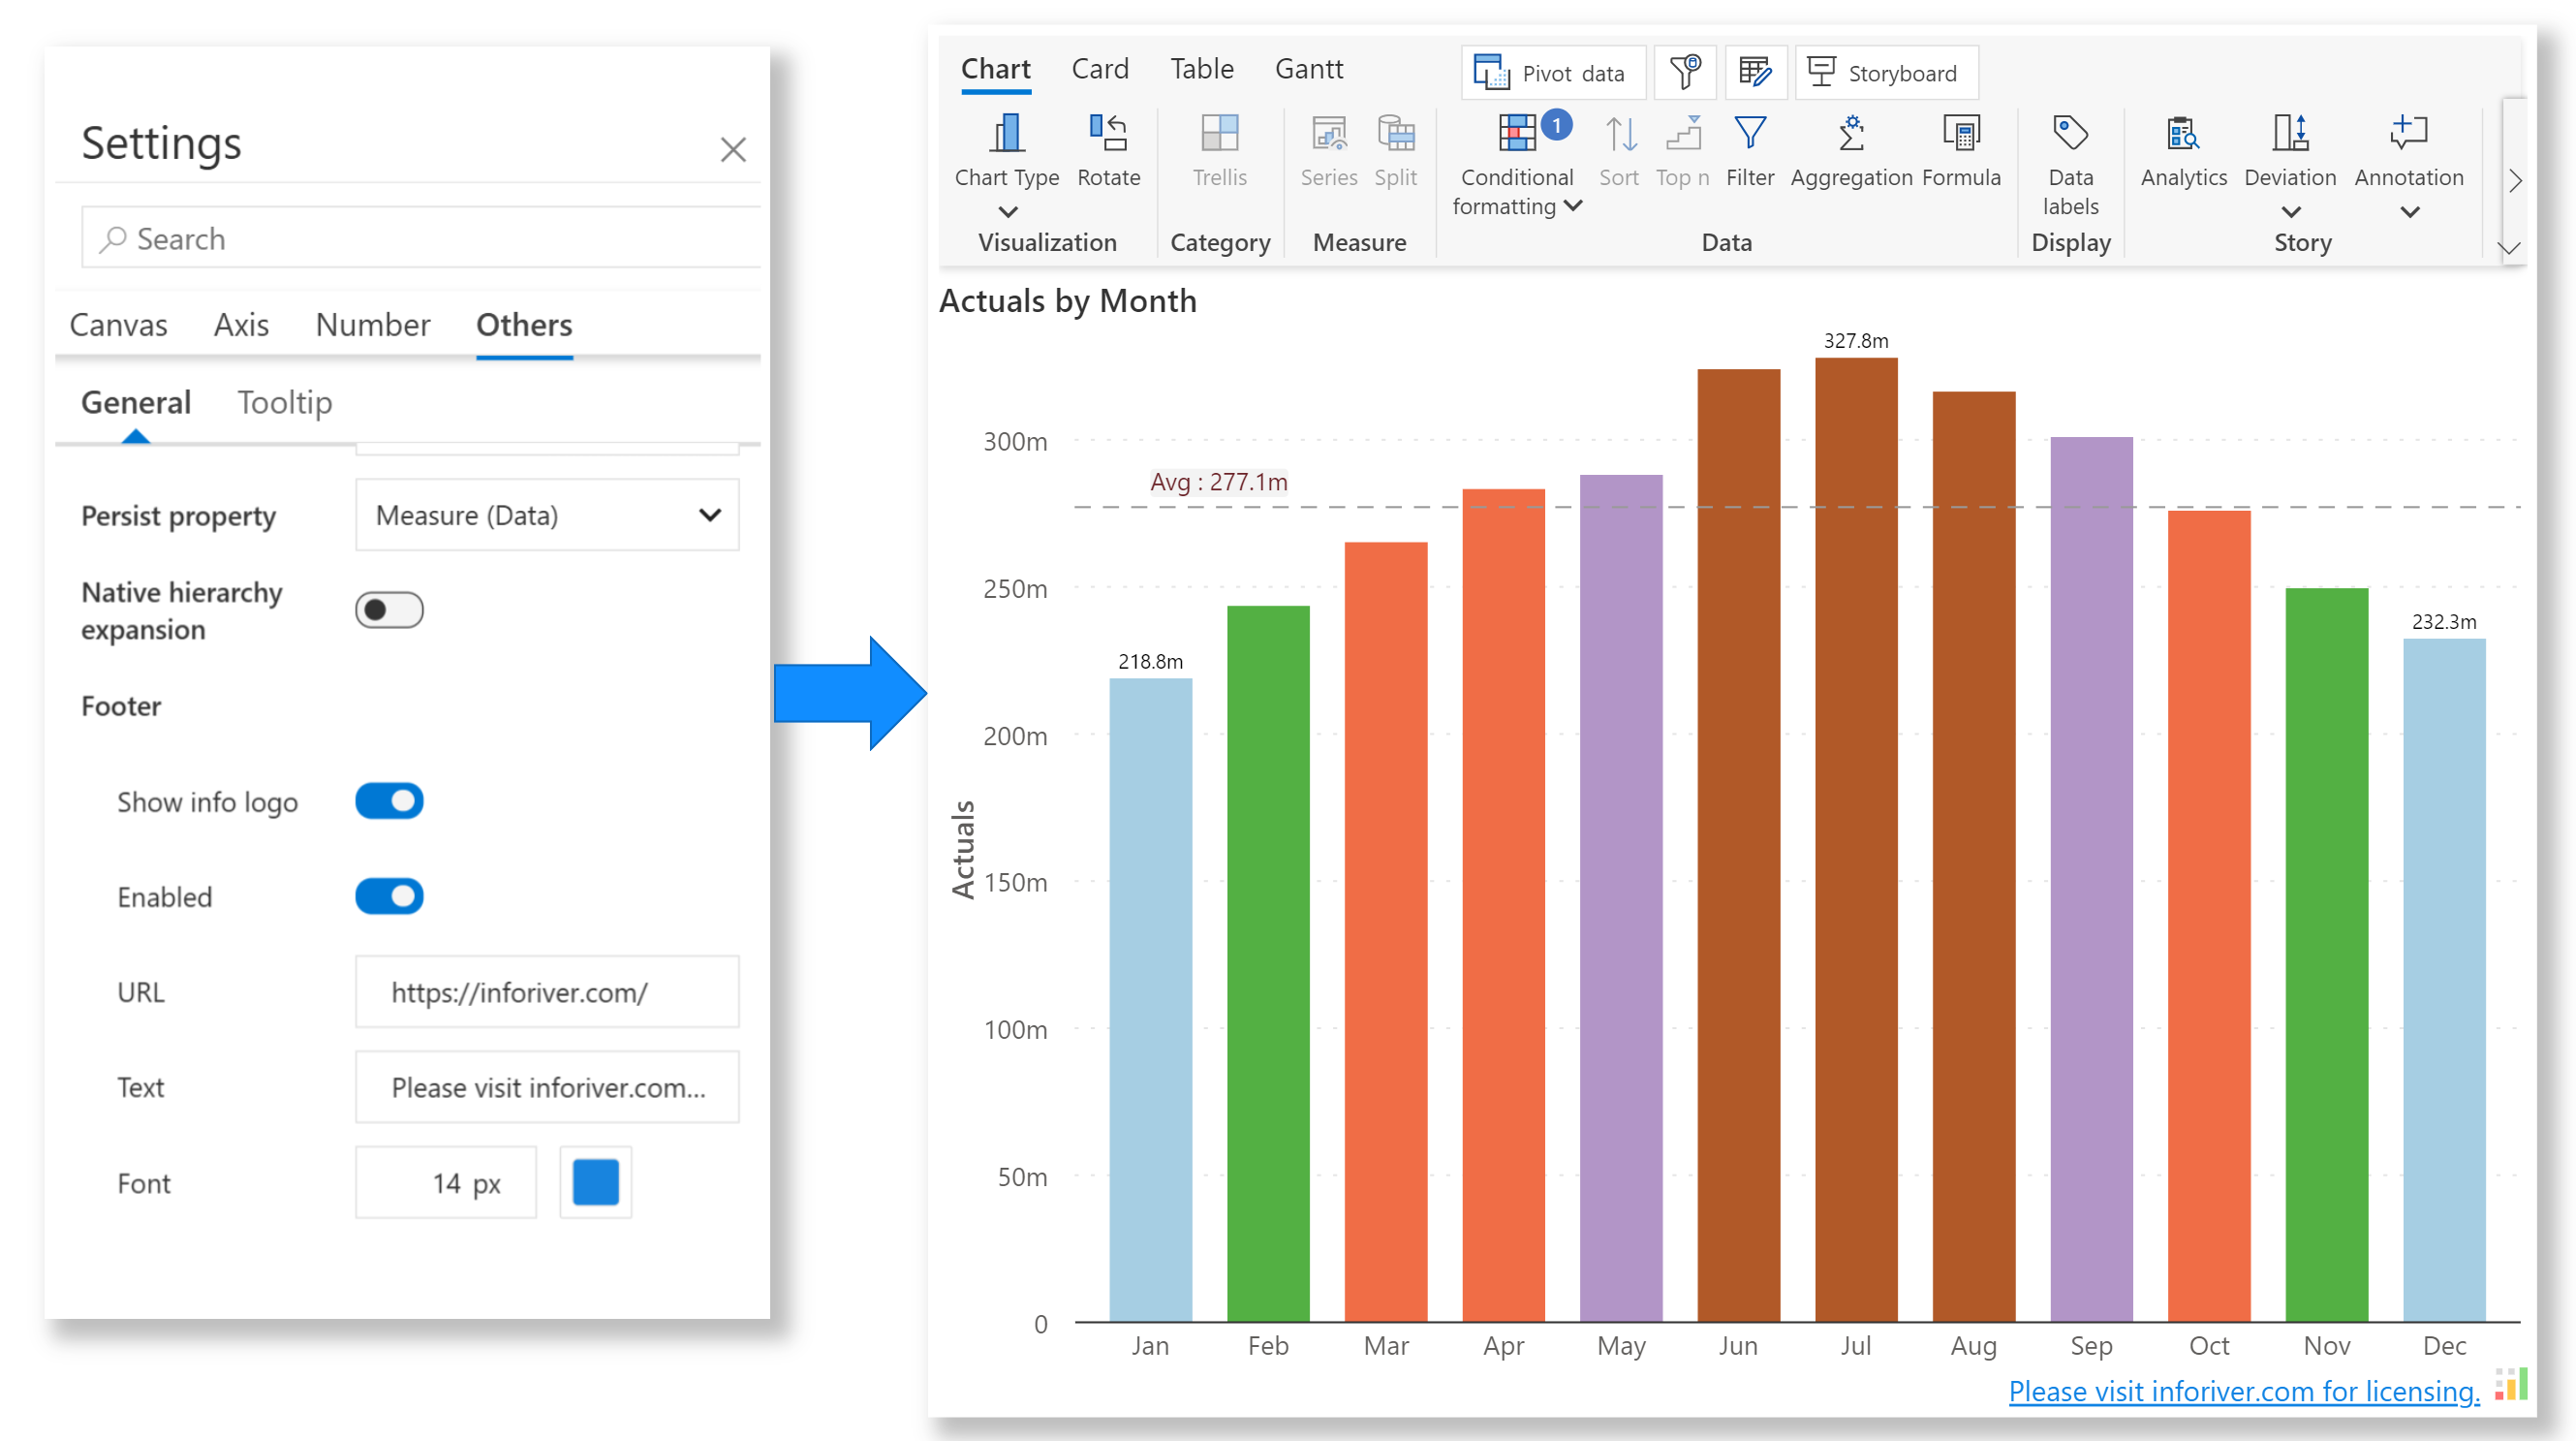 Settings
Search
Canvas Axis Number Others
General Tooltip
Persist property Measure (Data)
Native hierarchy
expansion
Footer
Show info logo
Enabled
URL https://inforiver.com/
Text Please visit inforiver.com...
Font 14 px
Chart Card Table Gantt Pivot data Storyboard
1
Chart Type Rotate Trellis Series Split Conditional Sort Top n Filter Aggregation Formula Data Analytics Deviation Annotation
formatting labels
Visualization Category Measure Data Display Story
Actuals by Month
327.8m
300m
Avg : 277.1m
250m
232.3m
218.8m
200m
Actuals
150m
100m
50m
0
Jan Feb Mar Apr May Jun Jul Aug Sep Oct Nov Dec
Please visit inforiver.com for licensing.